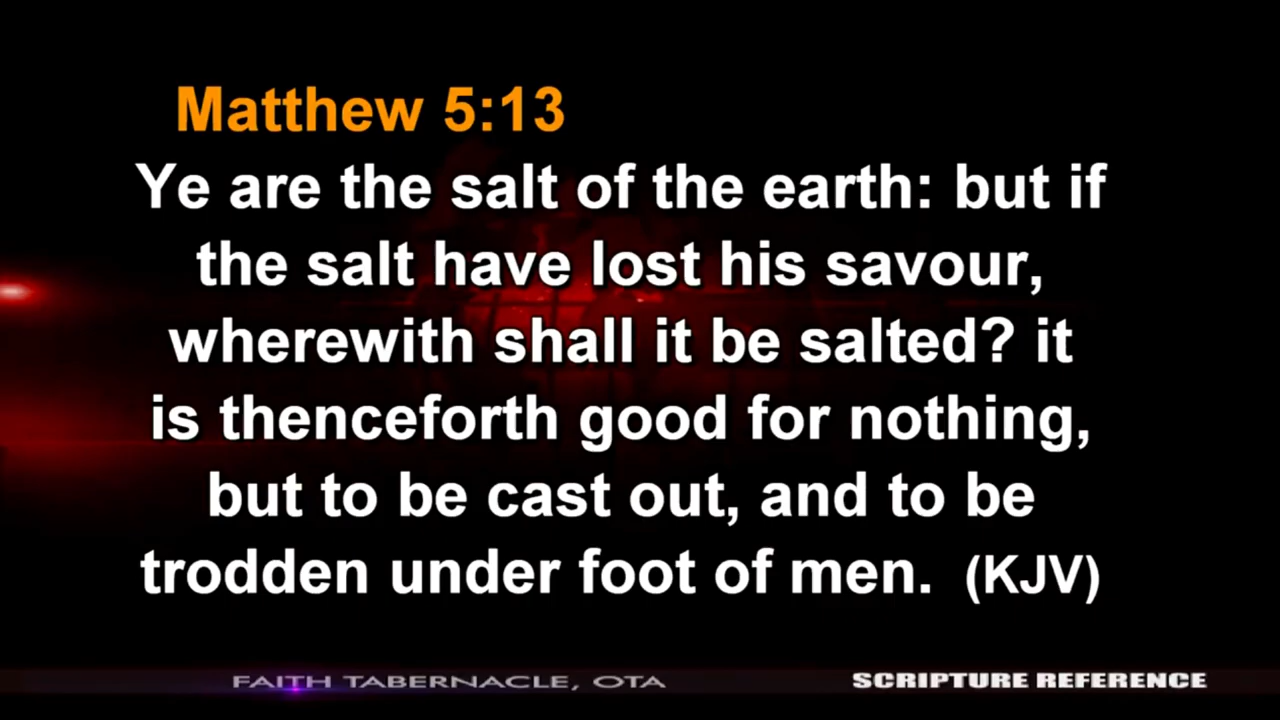 Matthew 5:13
Ye are the salt of the earth: but if
the salt have lost his savour,
wherewith shall it be salted? it
is thenceforth good for nothing,
but to be cast out, and to be
trodden under foot of men. (KJV)
FAITH TABERNACLE, OTA
SCRIPTURE REFERENCE